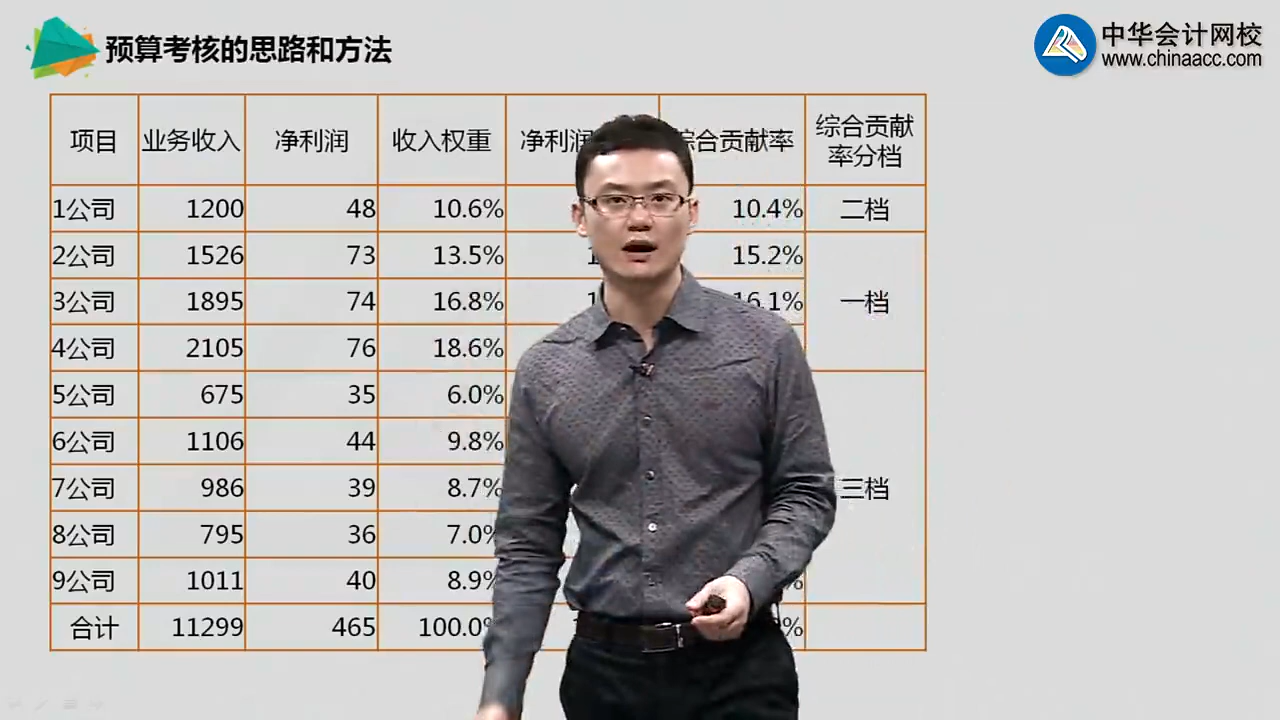 预算考核的思路和方法
中华会计网校
www.chinaacc.com
项目 业务收入 净利润 收入权重 净利润 综合贡献率 综合贡献
率分档
1公司 1200 48 10.6% 10.4% 二档
2公司 1526 73 13.5% 15.2%
3公司 1895 74 16.8% 16.1% 一档
4公司 2105 76 18.6%
5公司 675 35 6.0%
6公司 1106 44 9.8%
7公司 986 39 8.7% 三档
8公司 795 36 7.0%
9公司 1011 40 8.9%
合计 11299 465 100.0%